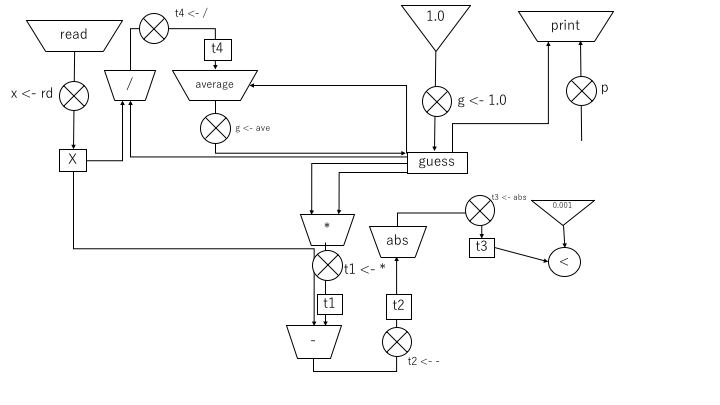 read
t4 <- /
1.0
print
t4
/
average
x <- rd
g <- 1.0
p
g <- ave
X
guess
t3 <- abs
0.001
*
abs
t3
<
t1 <- *
t1
t2
-
t2 <- -